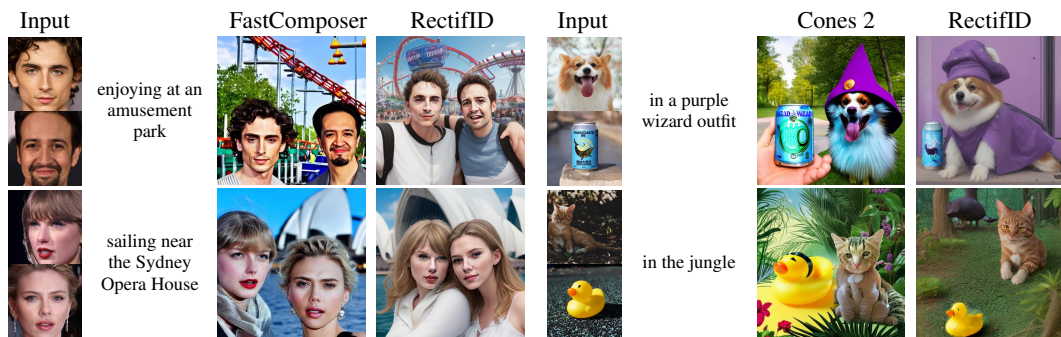 Input
FastComposer
RectifID
Input
Cones 2
RectifID
enjoying at an
amusement
park
in a purple
wizard outfit
sailing near
the Sydney
Opera House
in the jungle